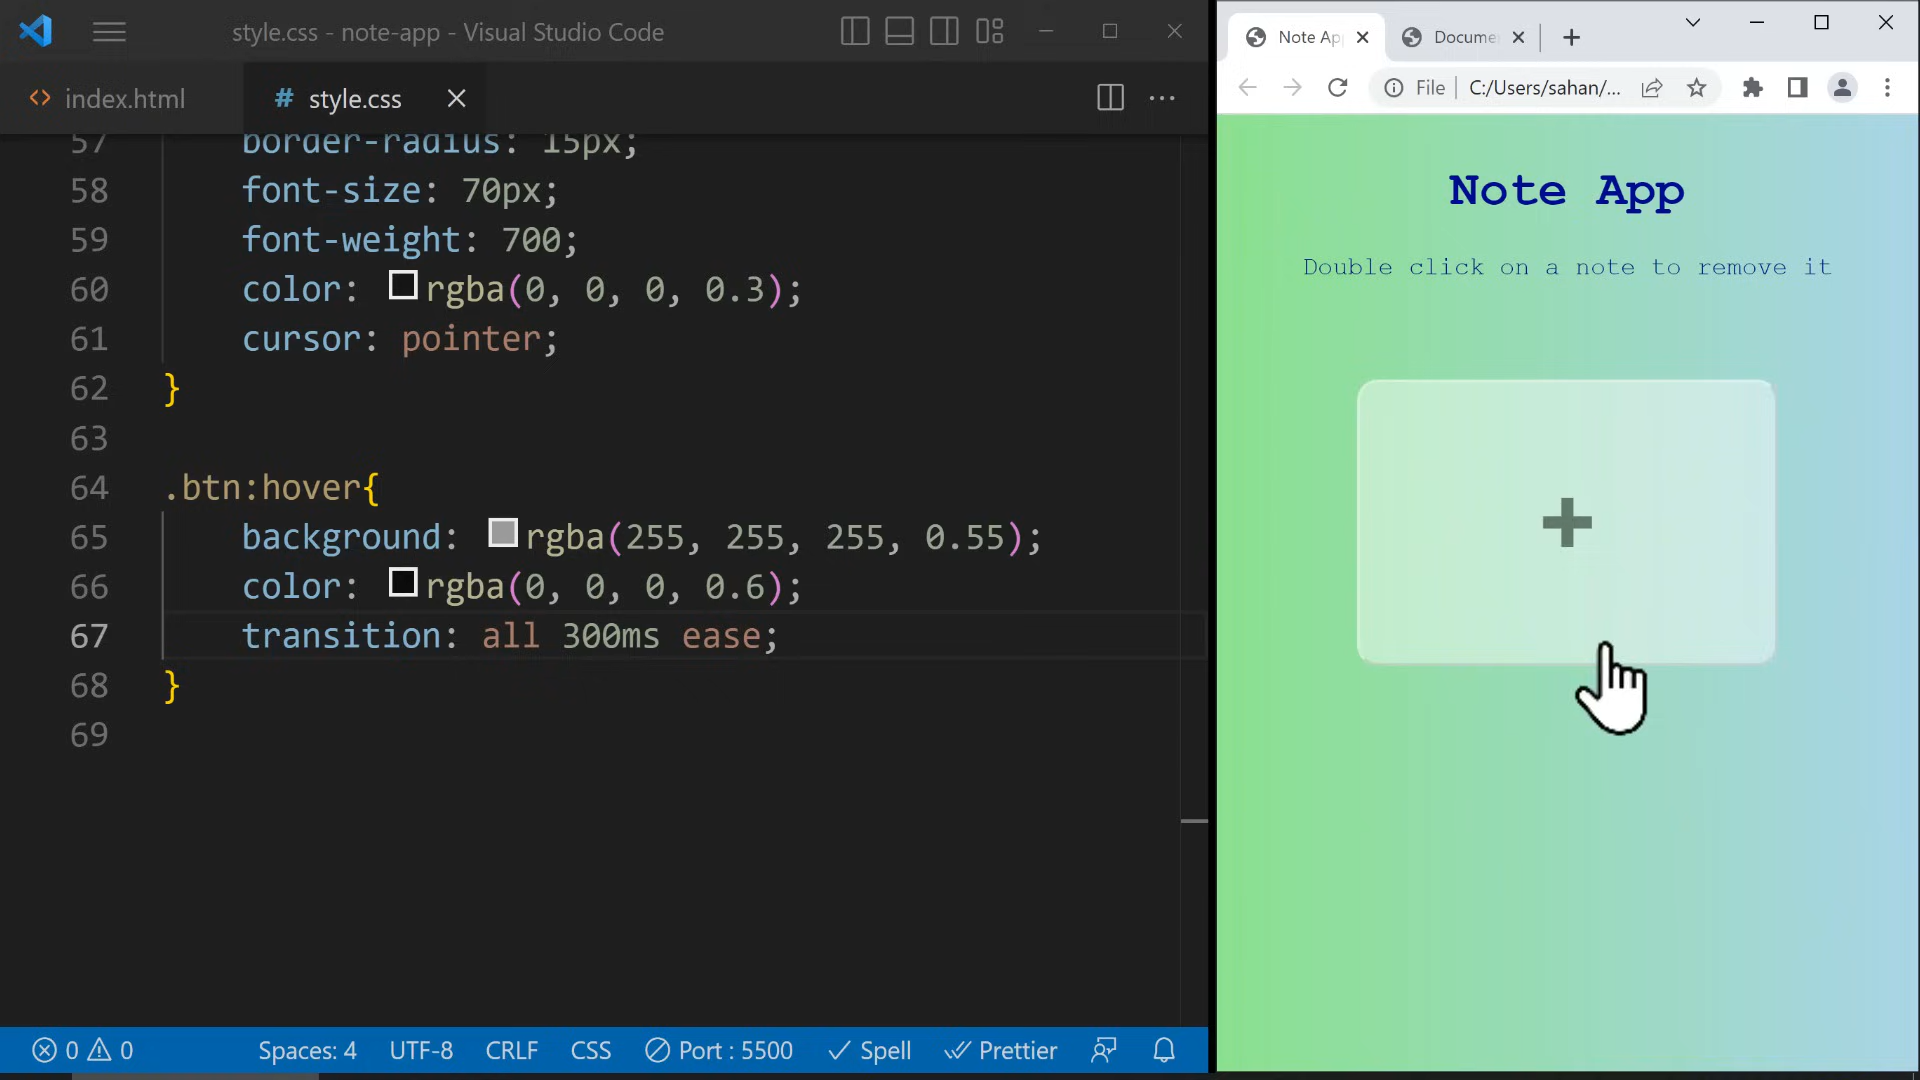 style.css - note-app - Visual Studio Code
index.html
# style.css
57 border-radius: 15px;
58 font-size: 70px;
59 font-weight: 700;
60 color: rgba(0, 0, 0, 0.3);
61 cursor: pointer;
62 }
63
64 .btn:hover{
65 background: rgba(255, 255, 255, 0.55);
66 color: rgba(0, 0, 0, 0.6);
67 transition: all 300ms ease;
68 }
69
0 0 Spaces: 4 UTF-8 CRLF CSS Port : 5500 Spell Prettier
Note Ap
Docume
File C:/Users/sahan/...
Note App
Double click on a note to remove it
+